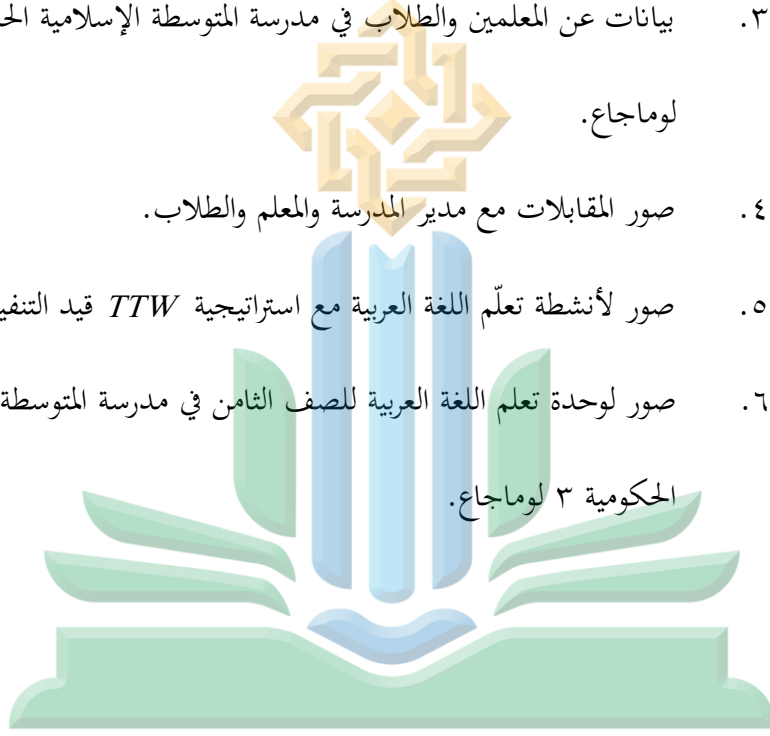 ٣. بيانات عن المعلمين والطلاب في مدرسة المتوسطة الإسلامية
لوماجاع.
٤. صور المقابلات مع مدير المدرسة والمعلم والطلاب.
٥. صور لأنشطة تعلّم اللغة العربية مع استراتيجية TTW قيد
٦. صور لوحدة تعلم اللغة العربية للصف الثامن في مدرسة المتوسطة
الحكومية ٣ لوماجاع.